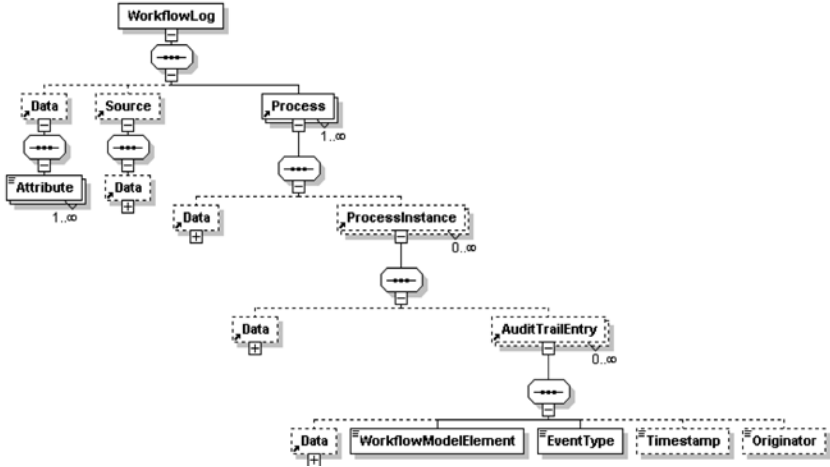 WorkflowLog
Data Source Process
1..∞
Attribute Data
1..∞
Data ProcessInstance
0..∞
Data AuditTrailEntry
0..∞
Data WorkflowModelElement EventType Timestamp Originator